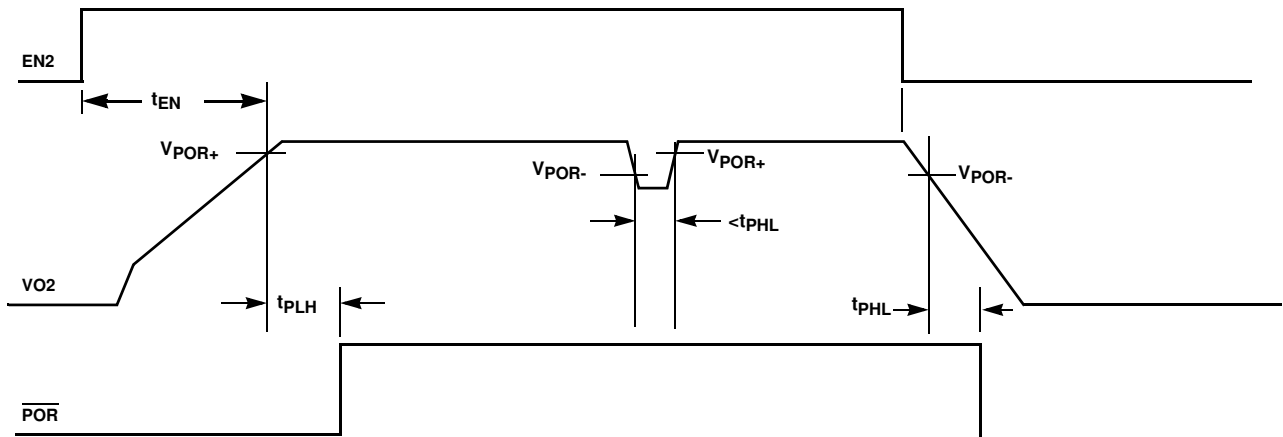 EN2
tEN
VPOR+
VPOR-
VPOR+
VPOR-
<tPHL
VO2
tPLH
tPHL
POR